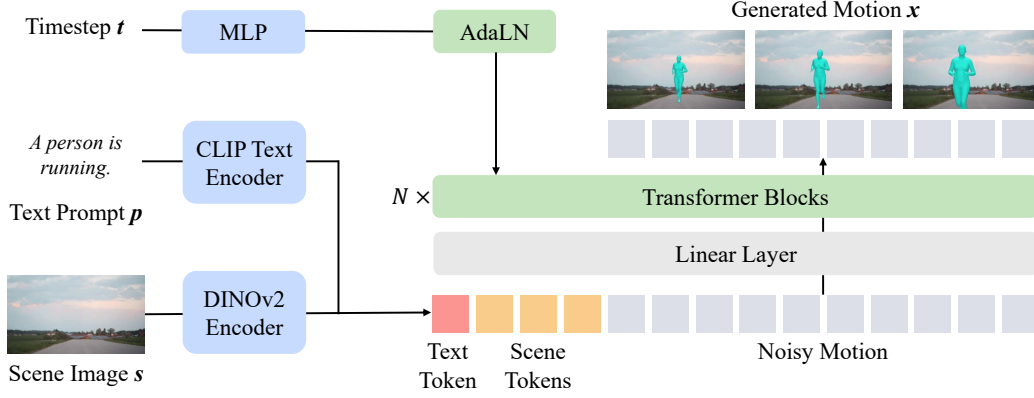 Generated Motion x
Timestep t
MLP
AdaLN
A person is
running.
CLIP Text
Encoder
Text Prompt p
N ×
Transformer Blocks
Linear Layer
DINOv2
Encoder
Scene Image s
Text
Token
Scene
Tokens
Noisy Motion